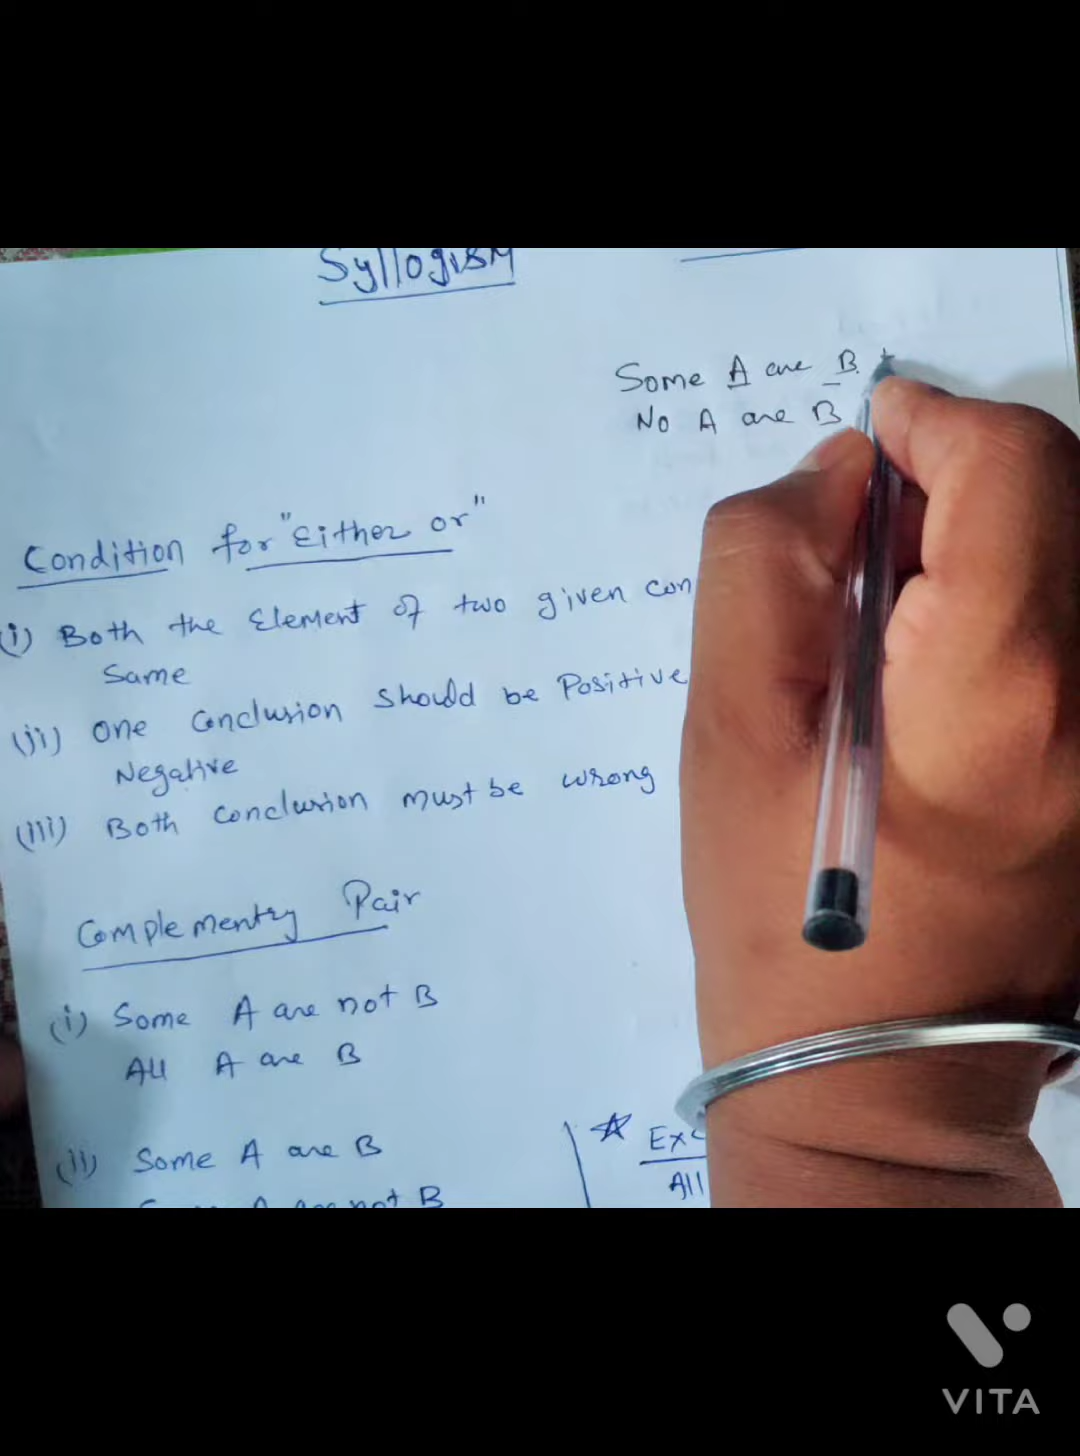 Syllogism
Some A are B.
No A are B
Condition for "Either or"
(i) Both the Element of two given con
Same
(ii) One Conclusion should be Positive
Negative
(iii) Both conclusion must be wrong
Complementry Pair
(i) Some A are not B
All A are B
(ii) Some A are B
A are not B
All
VITA